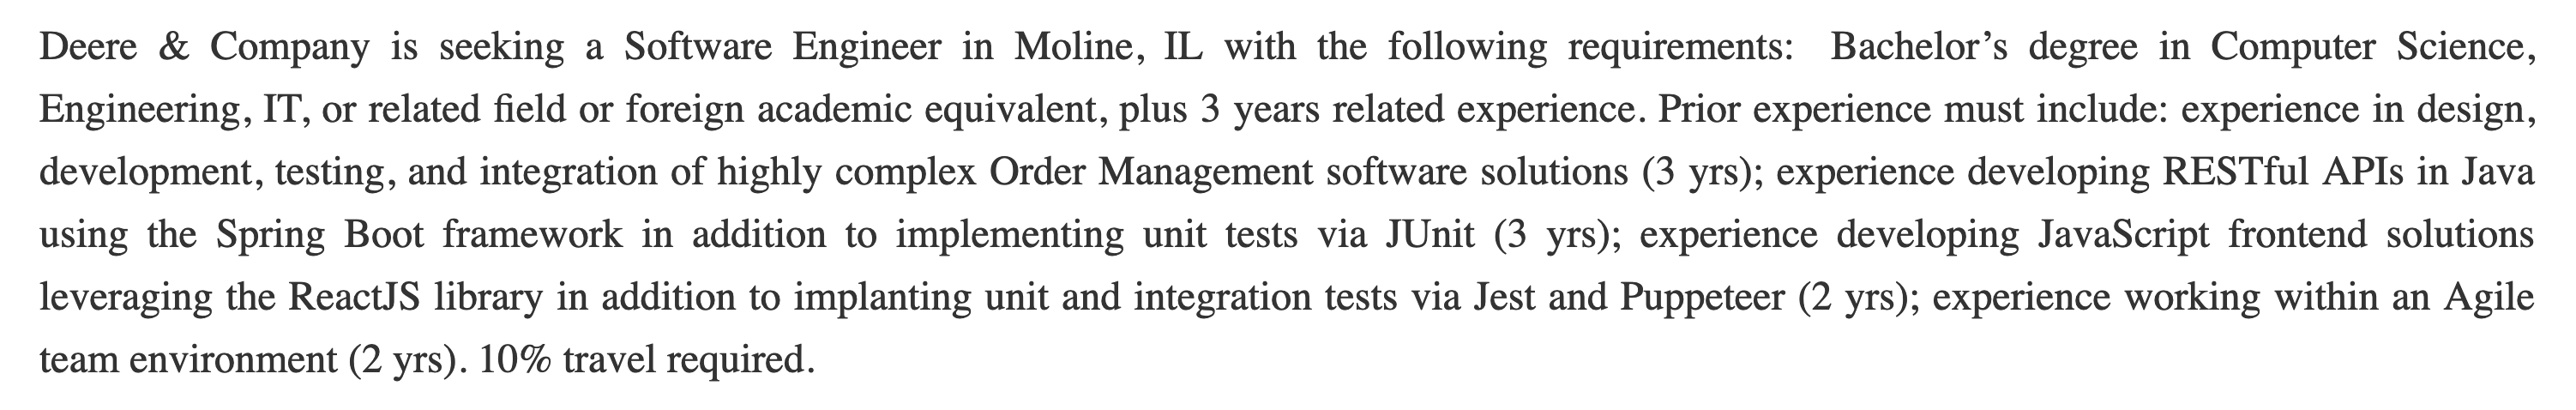 Deere & Company is seeking a Software Engineer in Moline, IL with the following requirements:  Bachelor’s degree in Computer Science,
Engineering, IT, or related field or foreign academic equivalent, plus 3 years related experience. Prior experience must include: experience in design,
development, testing, and integration of highly complex Order Management software solutions (3 yrs); experience developing RESTful APIs in Java
using the Spring Boot framework in addition to implementing unit tests via JUnit (3 yrs); experience developing JavaScript frontend solutions
leveraging the ReactJS library in addition to implanting unit and integration tests via Jest and Puppeteer (2 yrs); experience working within an Agile
team environment (2 yrs). 10% travel required.